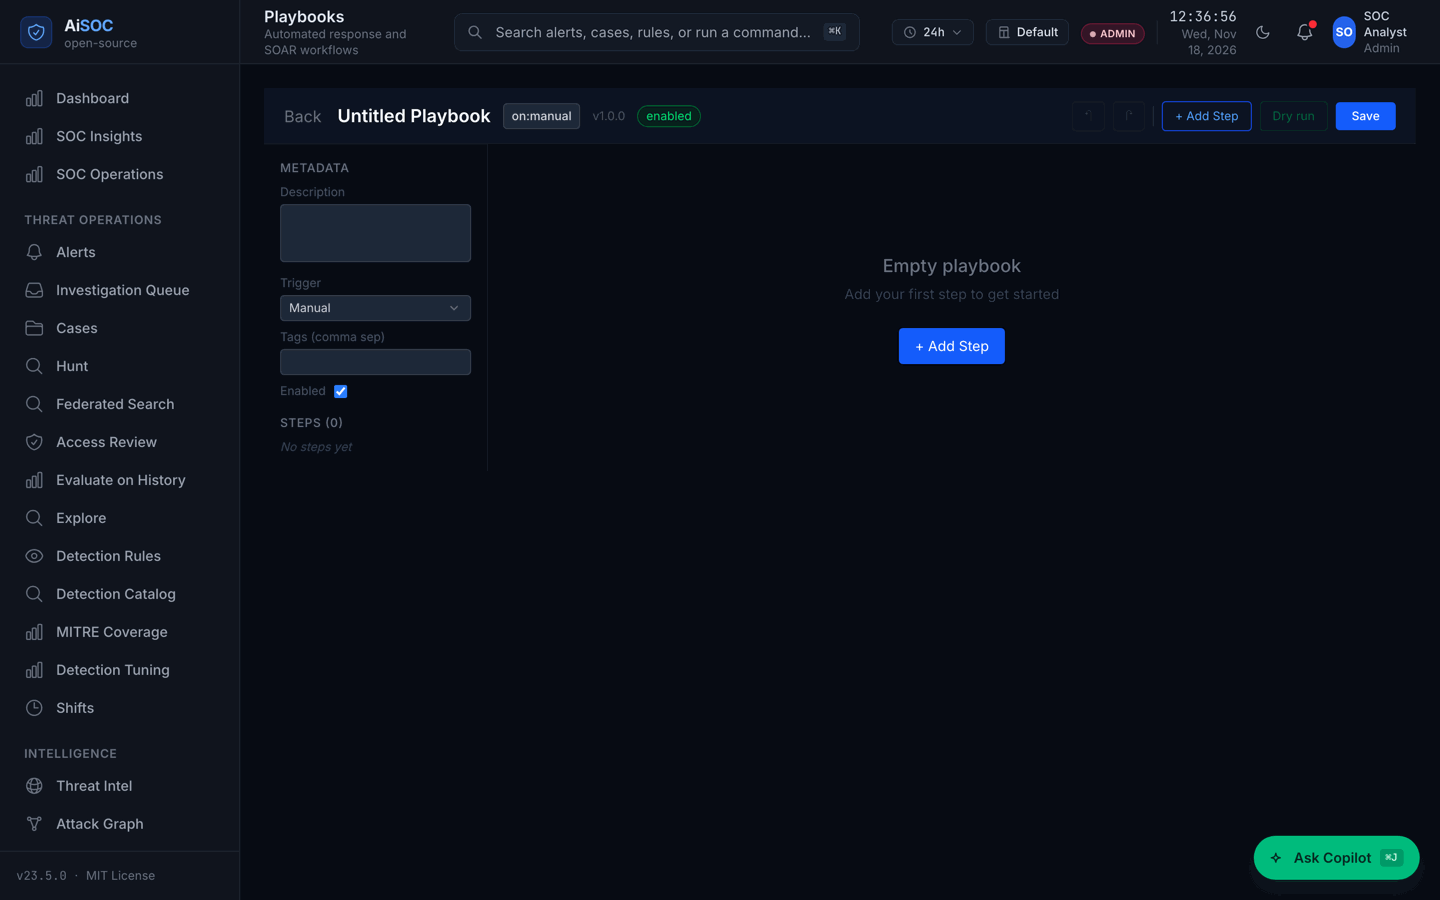 AiSOC
open-source
Dashboard
SOC Insights
SOC Operations
THREAT OPERATIONS
Alerts
Investigation Queue
Cases
Hunt
Federated Search
Access Review
Evaluate on History
Explore
Detection Rules
Detection Catalog
MITRE Coverage
Detection Tuning
Shifts
INTELLIGENCE
Threat Intel
Attack Graph
v23.5.0 · MIT License
Playbooks
Automated response and
SOAR workflows
Search alerts, cases, rules, or run a command... ⌘K
24h
Default
ADMIN
12:36:56
Wed, Nov
18, 2026
SO
SOC
Analyst
Admin
Back Untitled Playbook on:manual v1.0.0 enabled
+ Add Step Dry run Save
METADATA
Description
Trigger
Manual
Tags (comma sep)
Enabled
STEPS (0)
No steps yet
Empty playbook
Add your first step to get started
+ Add Step
Ask Copilot ⌘J